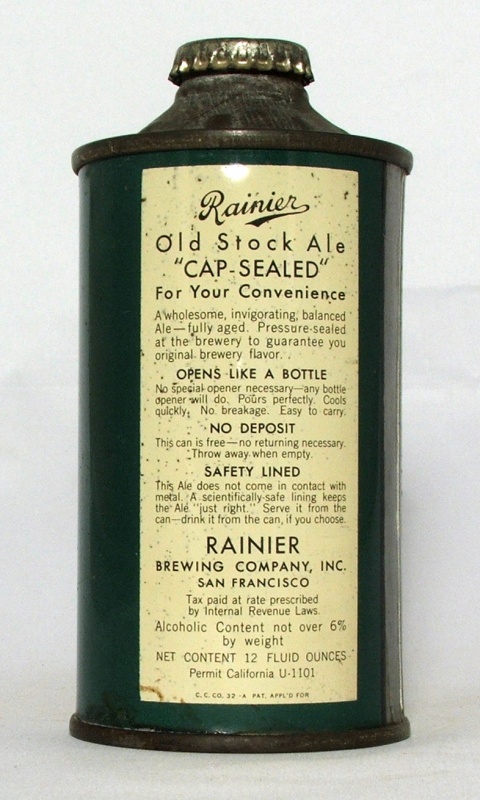 Rainier
Old Stock Ale
"CAP-SEALED"
For Your Convenience
A wholesome, invigorating, balanced
Ale—fully aged. Pressure-sealed
at the brewery to guarantee you
original brewery flavor.
OPENS LIKE A BOTTLE
No special opener necessary—any bottle
opener will do. Pours perfectly. Cools
quickly. No breakage. Easy to carry.
NO DEPOSIT
This can is free—no returning necessary.
Throw away when empty.
SAFETY LINED
This Ale does not come in contact with
metal. A scientifically-safe lining keeps
the Ale "just right." Serve it from the
can—drink it from the can, if you choose.
RAINIER
BREWING COMPANY, INC.
SAN FRANCISCO
Tax paid at rate prescribed
by Internal Revenue Laws.
Alcoholic Content not over 6%
by weight
NET CONTENT 12 FLUID OUNCES
Permit California U-1101
C. C. CO. 32-A PAT. APPL'D FOR